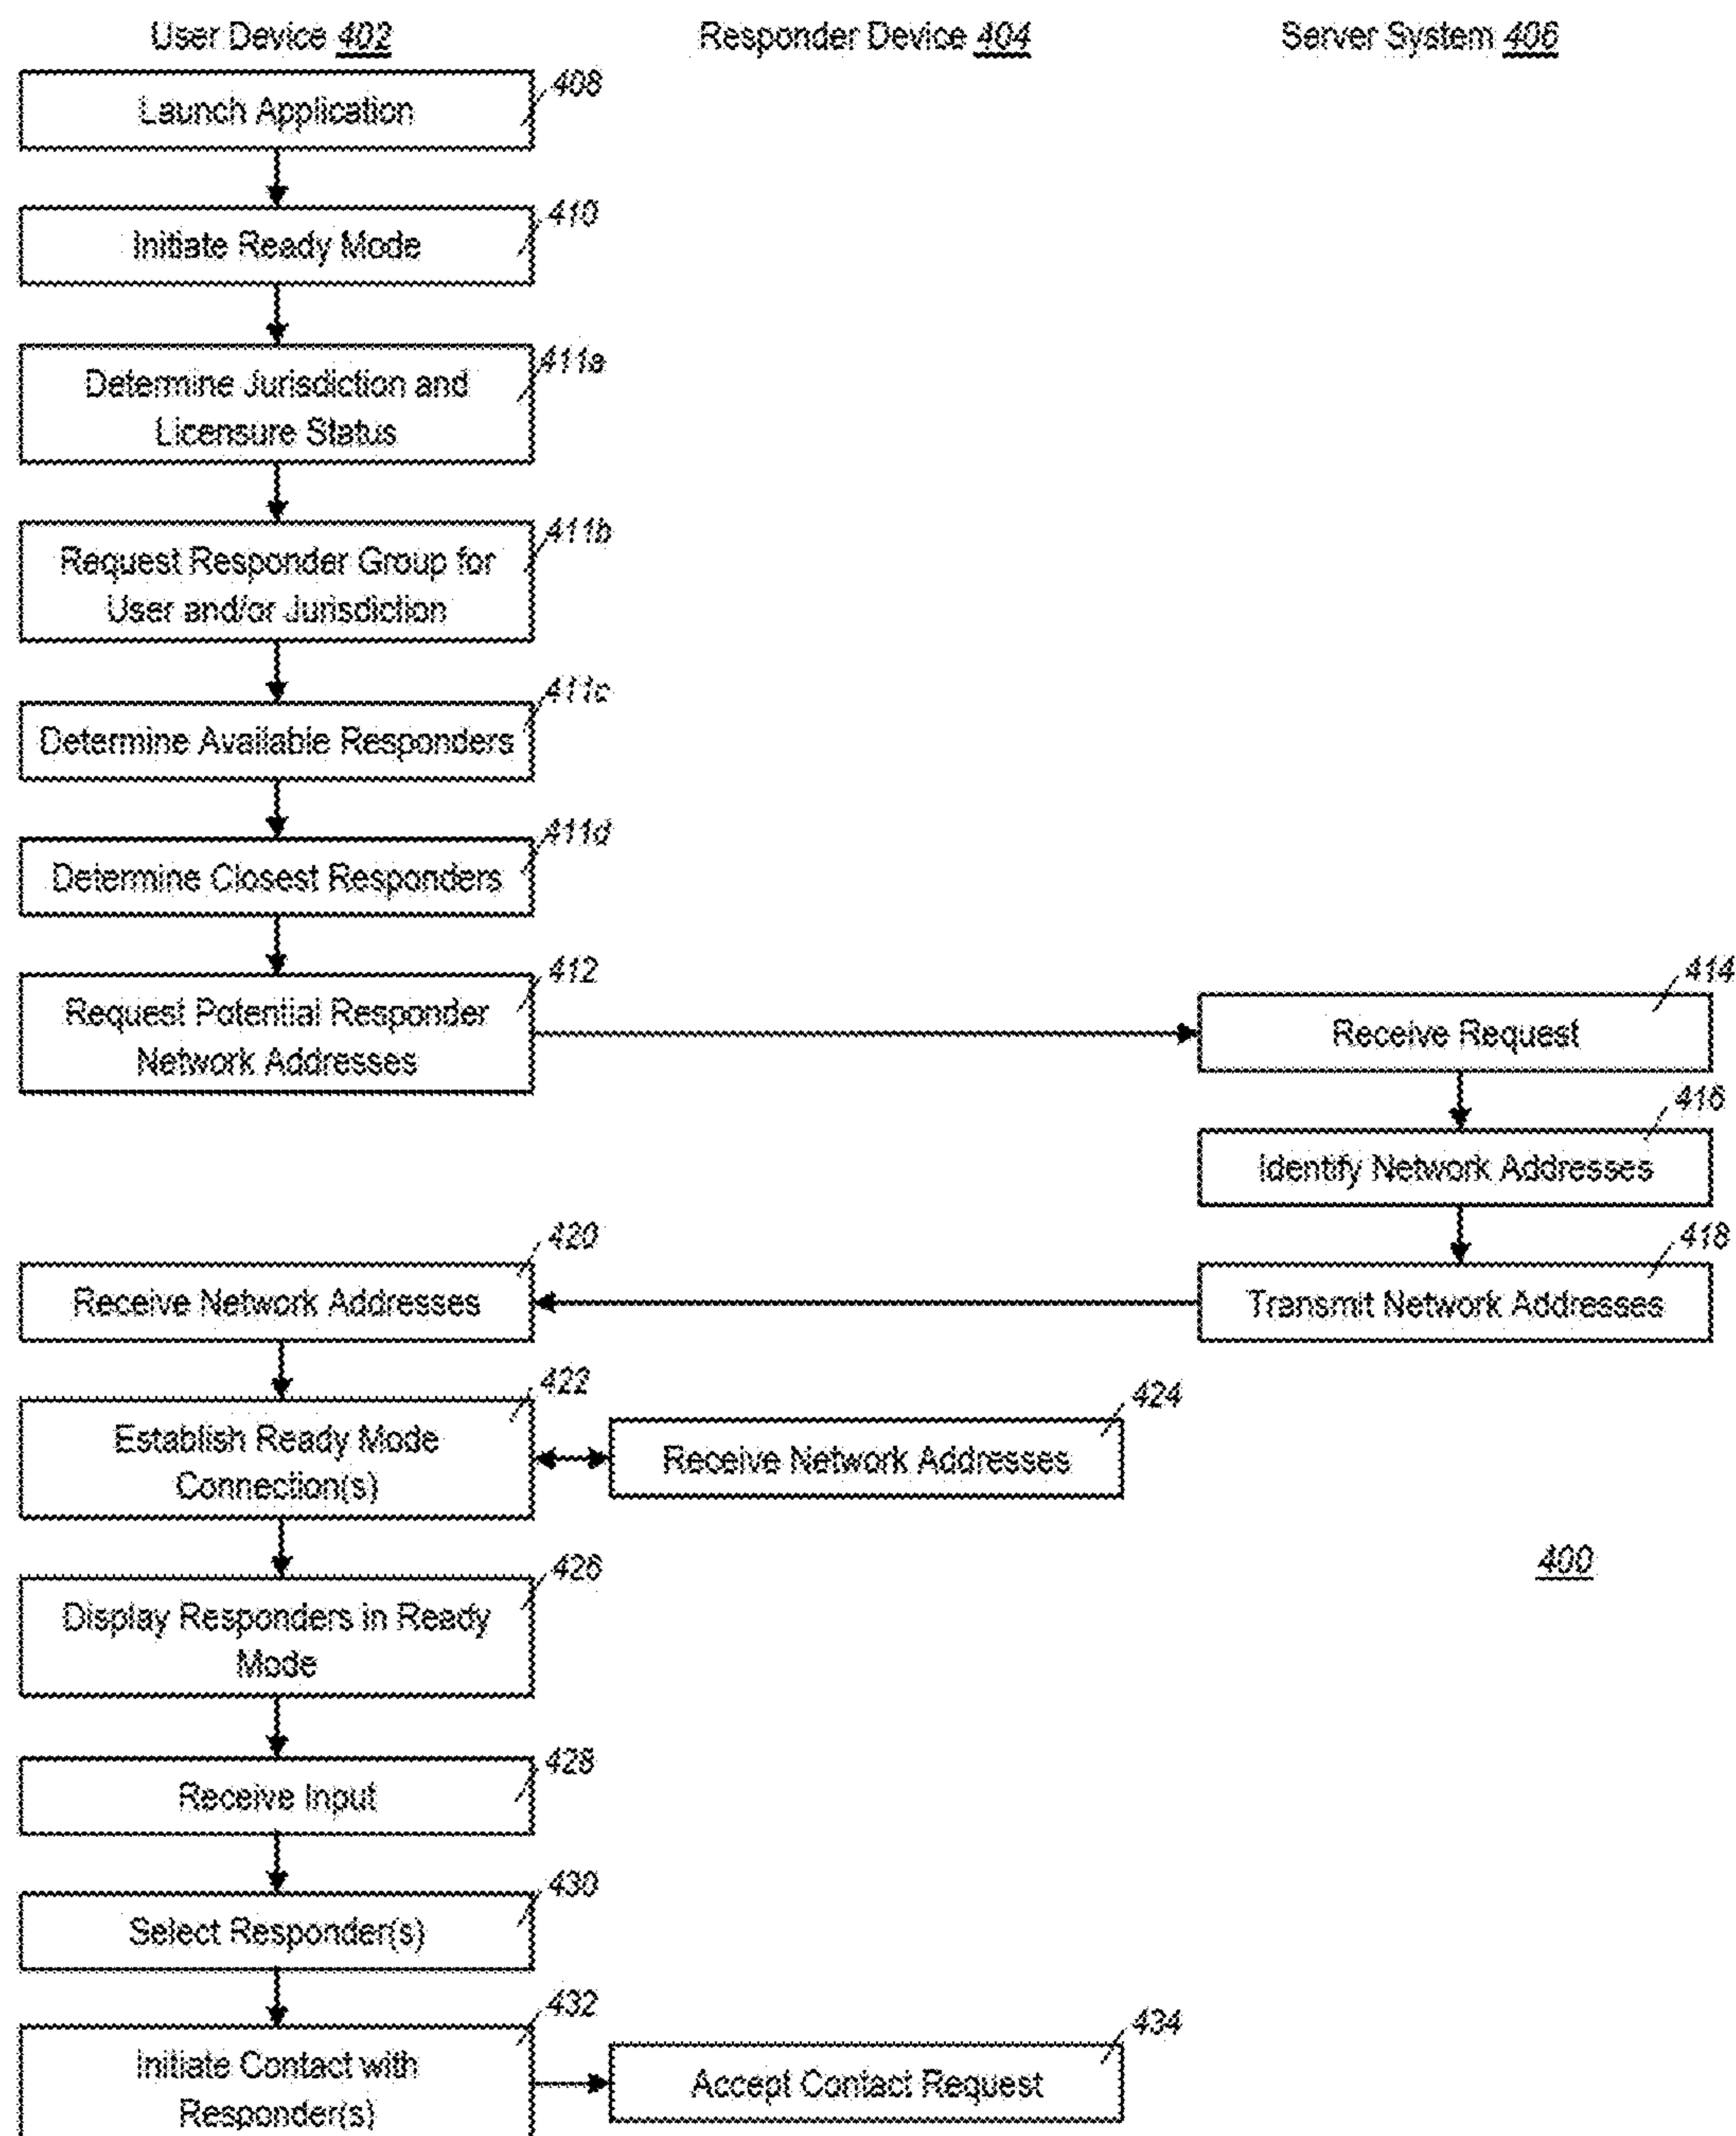 User Device 402
Responder Device 404
Server System 406
408
Launch Application
410
Initiate Ready Mode
411a
Determine Jurisdiction and
Licensure Status
411b
Request Responder Group for
User and/or Jurisdiction
411c
Determine Available Responders
411d
Determine Closest Responders
412
Request Potential Responder
Network Addresses
414
Receive Request
416
Identify Network Addresses
418
Transmit Network Addresses
420
Receive Network Addresses
422
Establish Ready Mode
Connection(s)
424
Receive Network Addresses
400
426
Display Responders in Ready
Mode
428
Receive Input
430
Select Responder(s)
432
Initiate Contact with
Responder(s)
434
Accept Contact Request